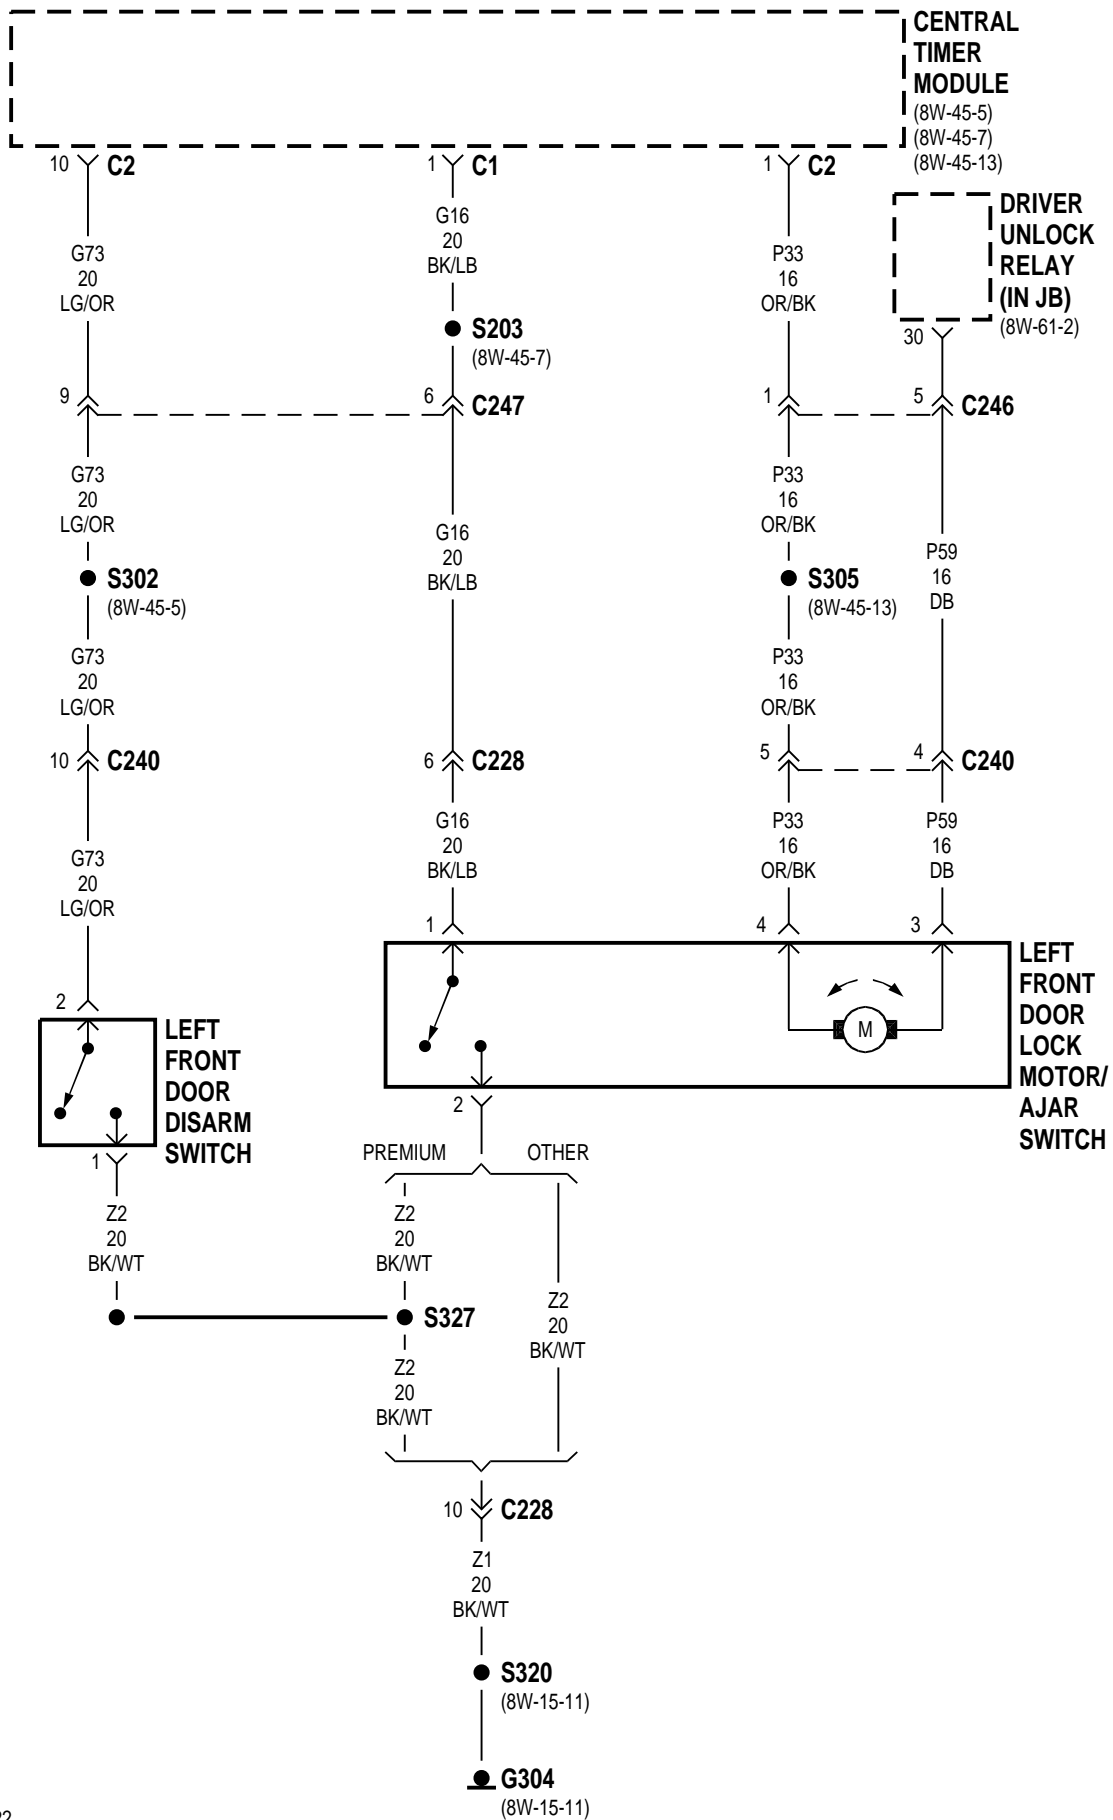 CENTRAL
TIMER
MODULE
(8W-45-5)
(8W-45-7)
(8W-45-13)
10 C2
1 C1
1 C2
DRIVER
UNLOCK
RELAY
(IN JB)
(8W-61-2)
30
G73
20
LG/OR
G16
20
BK/LB
P33
16
OR/BK
S203
(8W-45-7)
9
6 C247
1
5 C246
G73
20
LG/OR
G16
20
BK/LB
P33
16
OR/BK
P59
16
DB
S302
(8W-45-5)
S305
(8W-45-13)
G73
20
LG/OR
P33
16
OR/BK
10 C240
6 C228
5
4 C240
G73
20
LG/OR
G16
20
BK/LB
P33
16
OR/BK
P59
16
DB
1
4
3
LEFT
FRONT
DOOR
LOCK
MOTOR/
AJAR
SWITCH
M
2
2
LEFT
FRONT
DOOR
DISARM
SWITCH
1
PREMIUM
OTHER
Z2
20
BK/WT
Z2
20
BK/WT
Z2
20
BK/WT
S327
Z2
20
BK/WT
10 C228
Z1
20
BK/WT
S320
(8W-15-11)
G304
(8W-15-11)